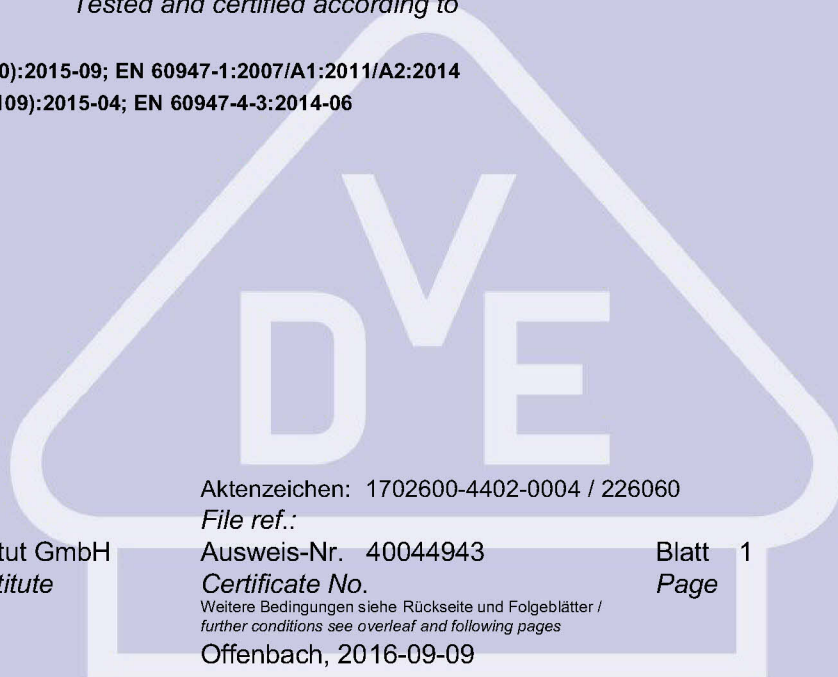 Tested and certified according to
0):2015-09; EN 60947-1:2007/A1:2011/A2:2014
109):2015-04; EN 60947-4-3:2014-06
V
D E
Aktenzeichen: 1702600-4402-0004 / 226060
File ref.:
tut GmbH Ausweis-Nr. 40044943 Blatt 1
titute Certificate No. Page
Weitere Bedingungen siehe Rückseite und Folgeblätter /
further conditions see overleaf and following pages
Offenbach, 2016-09-09